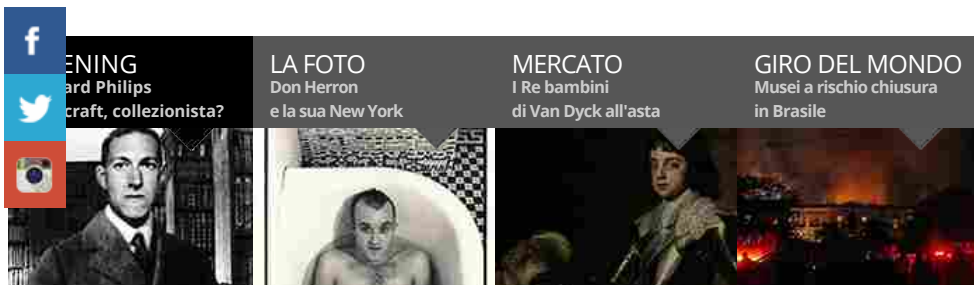 ENING
ard Philips
craft, collezionista?
LA FOTO
Don Herron
e la sua New York
MERCATO
I Re bambini
di Van Dyck all'asta
GIRO DEL MONDO
Musei a rischio chiusura
in Brasile